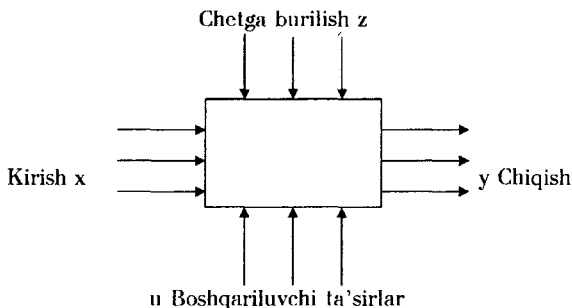 Chetga burilish z
Kirish x
y Chiqish
u Boshqariluvchi ta'sirlar